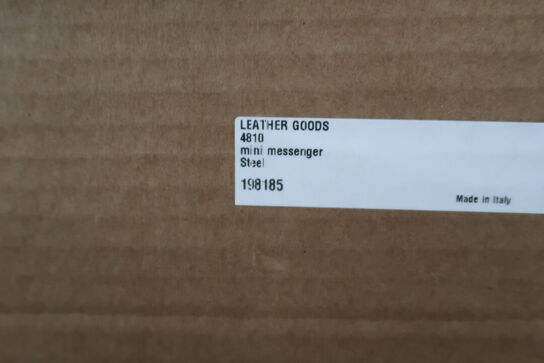 LEATHER GOODS
4810
mini messenger
Steel
198185
Made in Italy